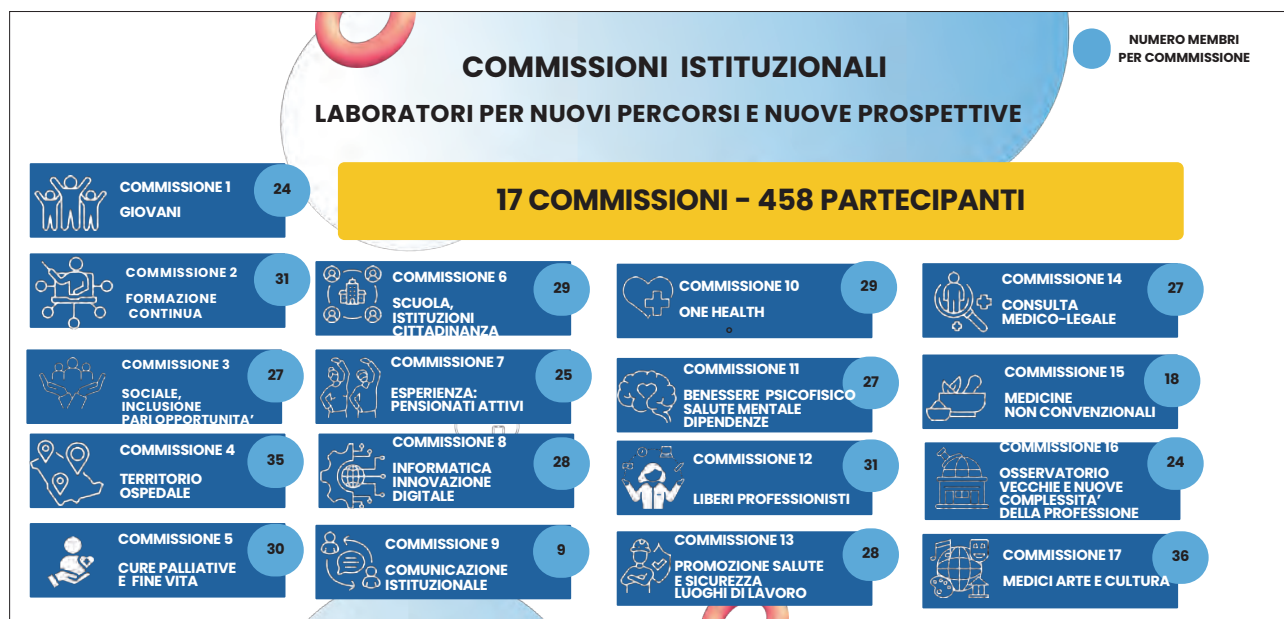 COMMISSIONI ISTITUZIONALI
LABORATORI PER NUOVI PERCORSI E NUOVE PROSPETTIVE
NUMERO MEMBRI
PER COMMMISSIONE
17 COMMISSIONI - 458 PARTECIPANTI
COMMISSIONE 1
GIOVANI
24
COMMISSIONE 2
FORMAZIONE
CONTINUA
31
COMMISSIONE 3
SOCIALE,
INCLUSIONE
PARI OPPORTUNITA’
27
COMMISSIONE 4
TERRITORIO
OSPEDALE
35
COMMISSIONE 5
CURE PALLIATIVE
E FINE VITA
30
COMMISSIONE 6
SCUOLA,
ISTITUZIONI
CITTADINANZA
29
COMMISSIONE 7
ESPERIENZA:
PENSIONATI ATTIVI
25
COMMISSIONE 8
INFORMATICA
INNOVAZIONE
DIGITALE
28
COMMISSIONE 9
COMUNICAZIONE
ISTITUZIONALE
9
COMMISSIONE 10
ONE HEALTH
29
COMMISSIONE 11
BENESSERE PSICOFISICO
SALUTE MENTALE
DIPENDENZE
27
COMMISSIONE 12
LIBERI PROFESSIONISTI
31
COMMISSIONE 13
PROMOZIONE SALUTE
E SICUREZZA
LUOGHI DI LAVORO
28
COMMISSIONE 14
CONSULTA
MEDICO-LEGALE
27
COMMISSIONE 15
MEDICINE
NON CONVENZIONALI
18
COMMISSIONE 16
OSSERVATORIO
VECCHIE E NUOVE
COMPLESSITA’
DELLA PROFESSIONE
24
COMMISSIONE 17
MEDICI ARTE E CULTURA
36